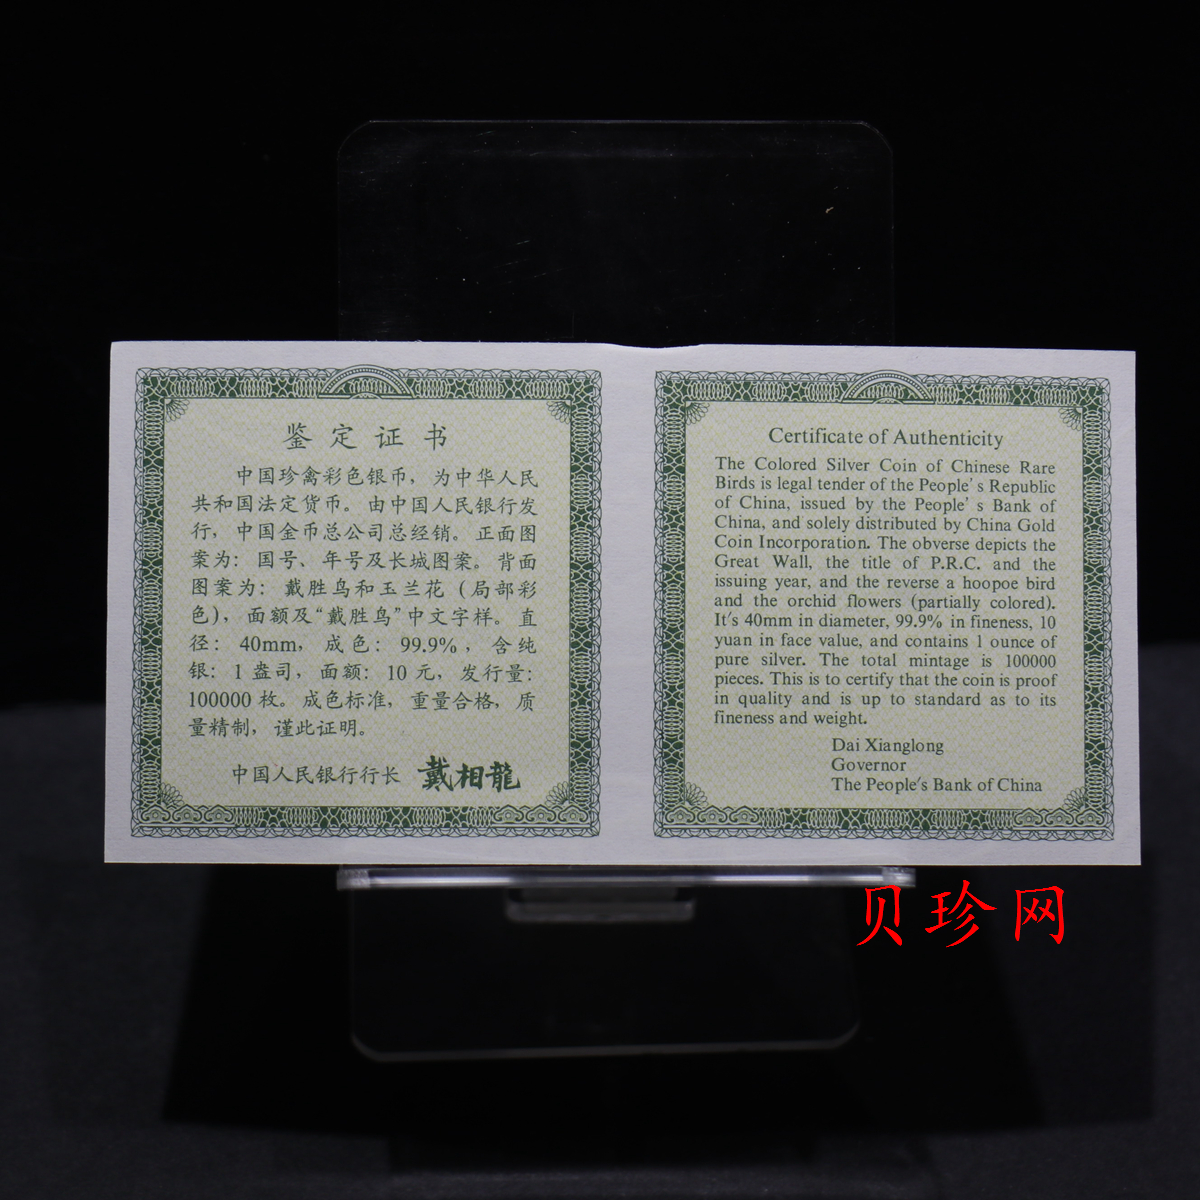 鉴定证书
中国珍禽彩色银币，为中华人民
共和国法定货币。由中国人民银行发
行，中国金币总公司总经销。正面图
案为：国号、年号及长城图案。背面
图案为：戴胜鸟和玉兰花（局部彩
色），面额及“戴胜鸟”中文字样。直
径：40mm，成色：99.9%，含纯
银：1盎司，面额：10元，发行量：
100000枚。成色标准，重量合格，质
量精制，谨此证明。
中国人民银行行长 戴相龍
Certificate of Authenticity
The Colored Silver Coin of Chinese Rare
Birds is legal tender of the People's Republic
of China, issued by the People's Bank of
China, and solely distributed by China Gold
Coin Incorporation. The obverse depicts the
Great Wall, the title of P.R.C. and the
issuing year, and the reverse a hoopoe bird
and the orchid flowers (partially colored).
It's 40mm in diameter, 99.9% in fineness, 10
yuan in face value, and contains 1 ounce of
pure silver. The total mintage is 100000
pieces. This is to certify that the coin is proof
in quality and is up to standard as to its
fineness and weight.
Dai Xianglong
Governor
The People's Bank of China
贝珍网